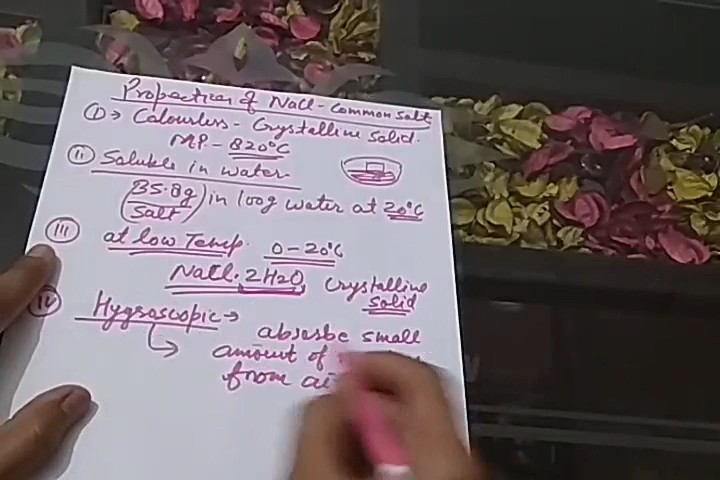 Properties of NaCl - Common Salt
(I) → Colourless - Crystalline Solid.
MP - 820°C
(II) Soluble in water.
(35.8g / Salt) in 100g water at 20°C
(III) at low Temp. 0-20°C
NaCl.2H2O Crystalline Solid
(IV) Hygroscopic →
absorbe small
amount of
from air